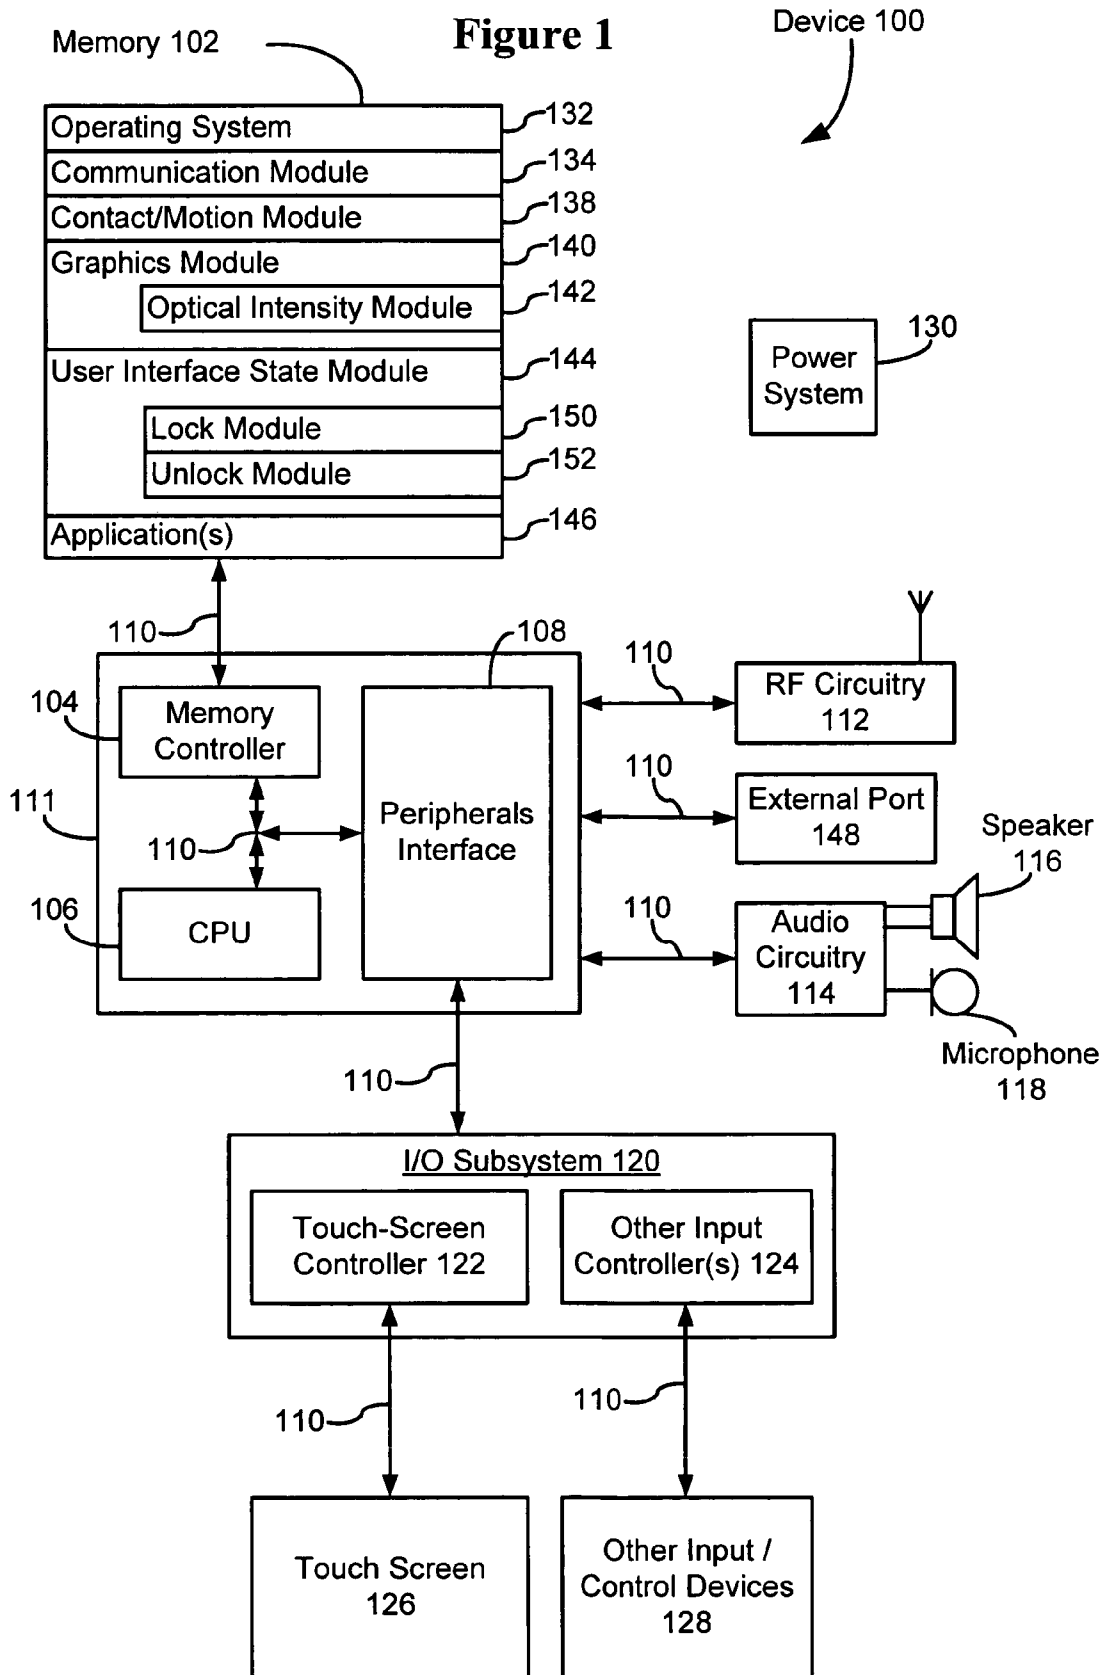 Figure 1
Device 100
Memory 102
Operating System
132
Communication Module
134
Contact/Motion Module
138
Graphics Module
140
Optical Intensity Module
142
User Interface State Module
144
Lock Module
150
Unlock Module
152
Application(s)
146
Power
System
130
110
108
104
Memory
Controller
111
110
Peripherals
Interface
106
CPU
110
RF Circuitry
112
110
External Port
148
Speaker
116
110
Audio
Circuitry
114
Microphone
118
110
I/O Subsystem 120
Touch-Screen
Controller 122
Other Input
Controller(s) 124
110
110
Touch Screen
126
Other Input /
Control Devices
128